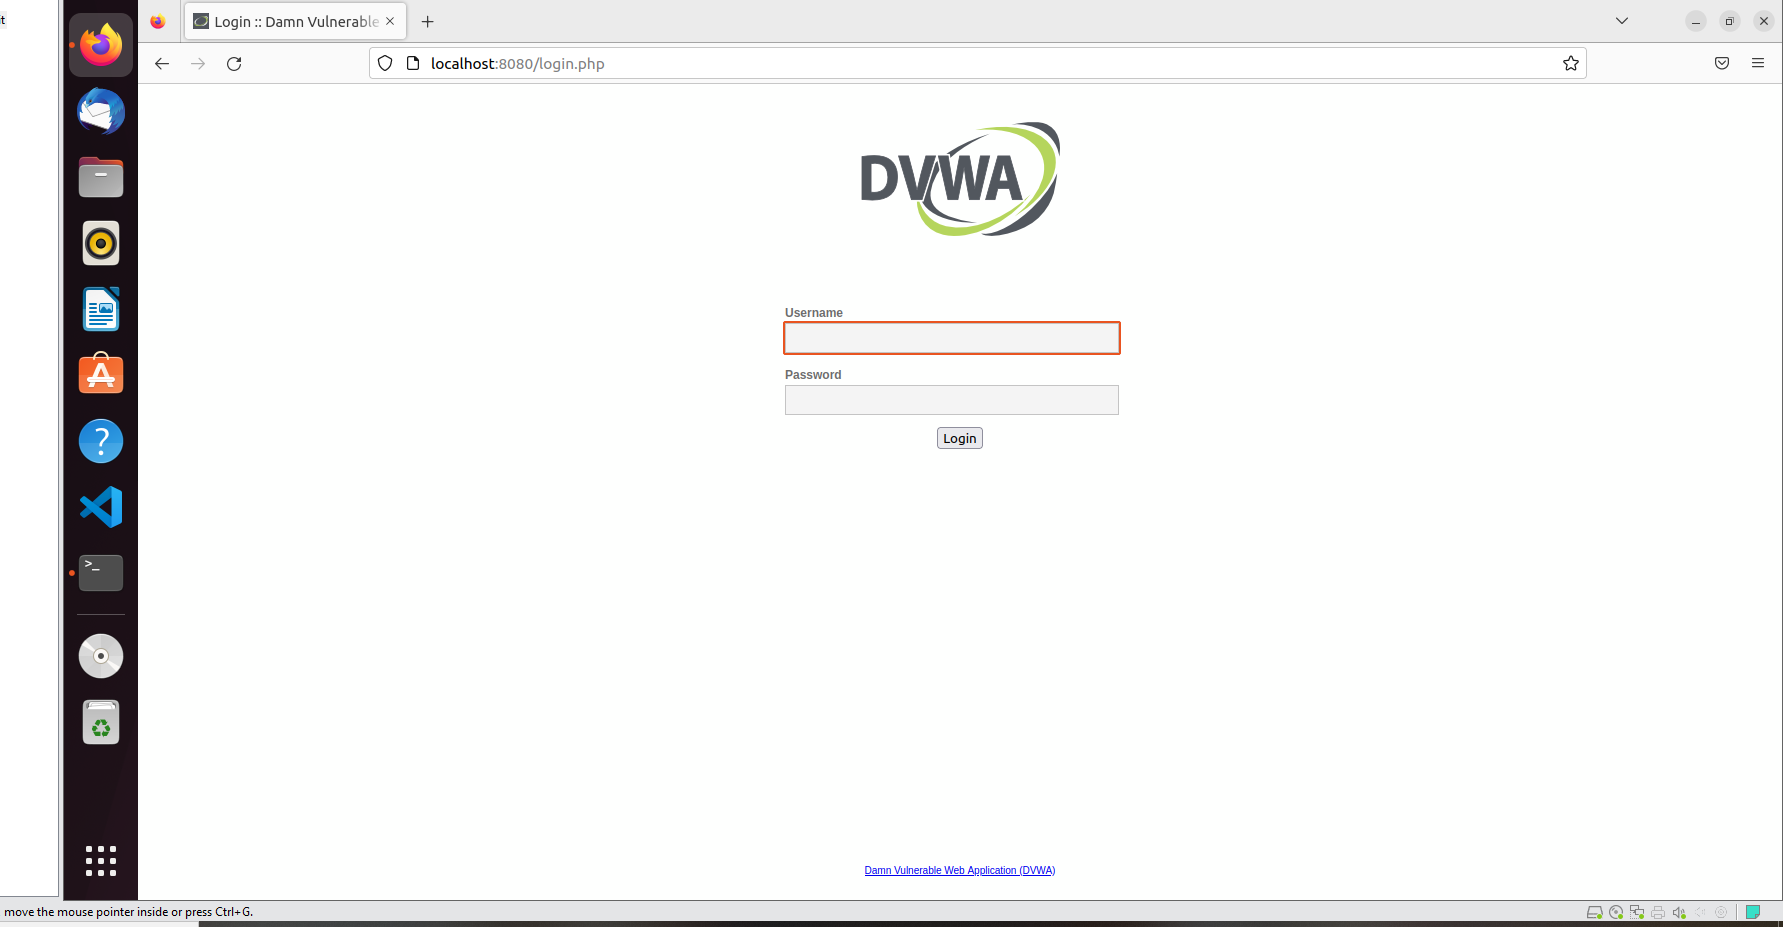 it
Login :: Damn Vulnerable
localhost:8080/login.php
DVWA
Username
Password
Login
>_
?
Damn Vulnerable Web Application (DVWA)
move the mouse pointer inside or press Ctrl+G.